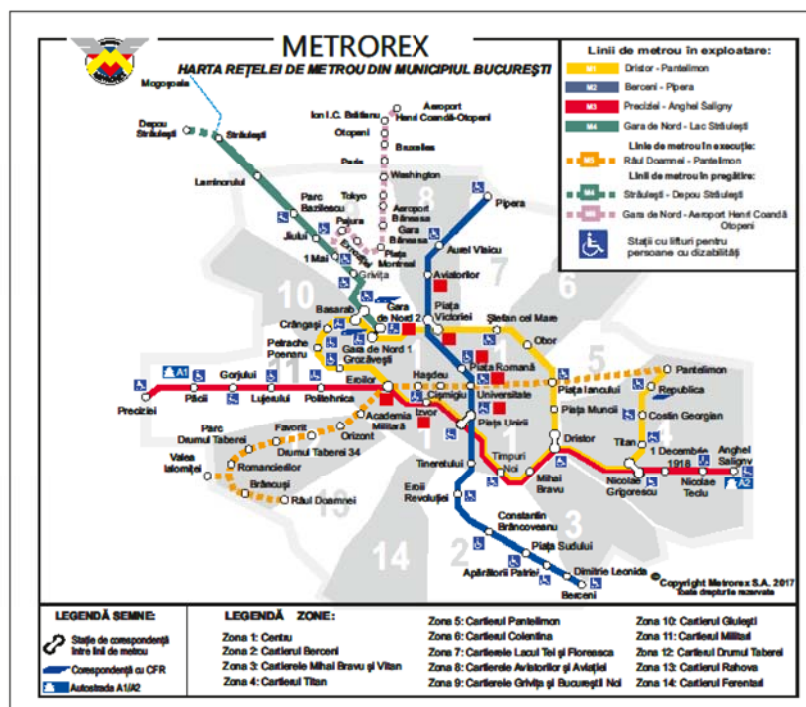 METROREX
HARTA REȚELEI DE METROU DIN MUNICIPIUL BUCUREȘTI
METROREX
Linii de metrou în exploatare:
M1 Dristor - Pantelimon
M2 Berceni - Pipera
M3 Preciziei - Anghel Saligny
M4 Gara de Nord - Lac Străulești
Linie de metrou în execuție:
M5 Râul Doamnei - Pantelimon
Linii de metrou în pregătire:
M4 Străulești - Depou Străulești
Gara de Nord - Aeroport Henri Coandă
Otopeni
Stații cu lifturi pentru
persoane cu dizabilități
Mogoșoaia
Depou
Străulești
Străulești
Laminorului
Parc
Bazilescu
Jiului
1 Mai
Grivița
Pajura
Expoziției
Ion I.C. Brătianu
Aeroport
Henri Coandă-Otopeni
Otopeni
Bruxelles
Paris
Washington
Tokyo
Aeroport
Băneasa
Gara
Băneasa
Piața
Montreal
8
Pipera
Aurel Vlaicu
Aviatorilor
7
6
10
Basarab
Gara
de Nord 2
Piața
Victoriei
Ștefan cel Mare
Obor
Crângași
Petrache
Poenaru
Gara de Nord 1
Grozăvești
1
1
5
Piața Romană
Pantelimon
11
A1
Preciziei
Păcii
Gorjului
Lujerului
Politehnica
Eroilor
Hașdeu
Cișmigiu
Izvor
Universitate
Piața Iancului
Republica
Piața Muncii
Costin Georgian
Academia
Militară
Piața Unirii
Dristor
Titan
4
1 Decembrie
1918
Anghel
Saligny
A2
Parc
Drumul Taberei
Favorit
Orizont
Drumul Taberei 34
Valea
Ialomiței
Romancierilor
Brâncuși
Râul Doamnei
13
1
1
Tineretului
Timpuri
Noi
Mihai
Bravu
Nicolae
Grigorescu
Nicolae
Teclu
Eroii
Revoluției
Constantin
Brâncoveanu
14
2
3
Piața Sudului
Apărătorii Patriei
Dimitrie Leonida
Berceni
© Copyright Metrorex S.A. 2017
Toate drepturile rezervate
LEGENDĂ SEMNE:
Stație de corespondență
între linii de metrou
Corespondență cu CFR
Autostrada A1/A2
LEGENDĂ ZONE:
Zona 1: Centru
Zona 2: Cartierul Berceni
Zona 3: Cartierele Mihai Bravu și Vitan
Zona 4: Cartierul Titan
Zona 5: Cartierul Pantelimon
Zona 6: Cartierul Colentina
Zona 7: Cartierele Lacul Tei și Floreasca
Zona 8: Cartierele Aviatorilor și Aviației
Zona 9: Cartierele Grivița și Bucureștii Noi
Zona 10: Cartierul Giulești
Zona 11: Cartierul Militari
Zona 12: Cartierul Drumul Taberei
Zona 13: Cartierul Rahova
Zona 14: Cartierul Ferentari